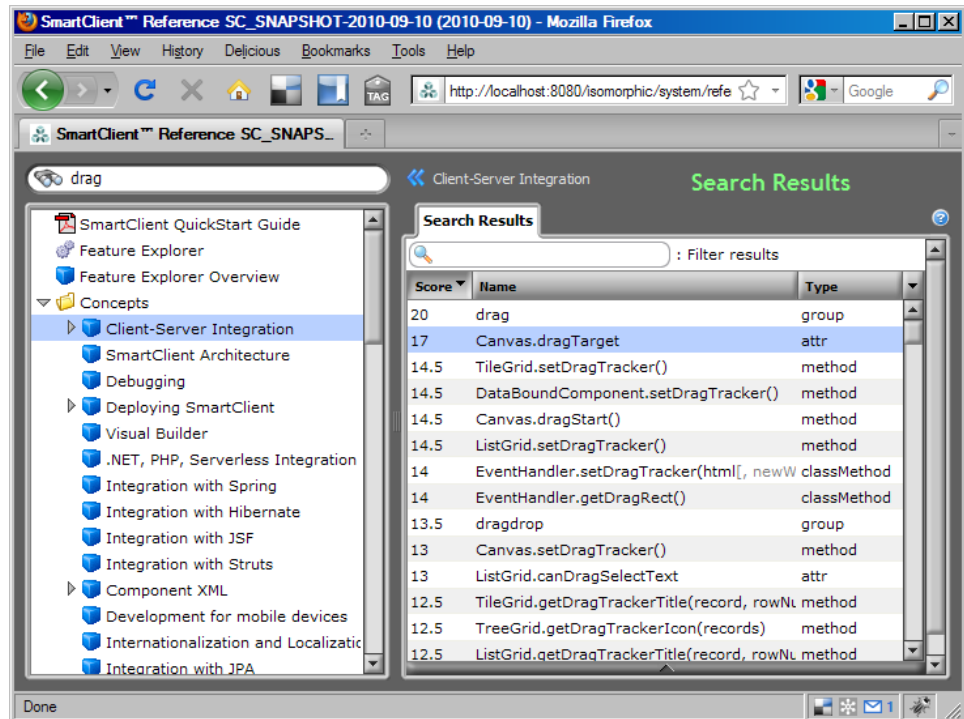 SmartClient™ Reference SC_SNAPSHOT-2010-09-10 (2010-09-10) - Mozilla Firefox
File Edit View History Delicious Bookmarks Tools Help
TAG http://localhost:8080/isomorphic/system/refe Google
SmartClient™ Reference SC_SNAPS...
drag
SmartClient QuickStart Guide
Feature Explorer
Feature Explorer Overview
Concepts
Client-Server Integration
SmartClient Architecture
Debugging
Deploying SmartClient
Visual Builder
.NET, PHP, Serverless Integration
Integration with Spring
Integration with Hibernate
Integration with JSF
Integration with Struts
Component XML
Development for mobile devices
Internationalization and Localizatic
Integration with JPA
Client-Server Integration Search Results
Search Results
: Filter results
Score Name Type
20 drag group
17 Canvas.dragTarget attr
14.5 TileGrid.setDragTracker() method
14.5 DataBoundComponent.setDragTracker() method
14.5 Canvas.dragStart() method
14.5 ListGrid.setDragTracker() method
14 EventHandler.setDragTracker(html[, newW classMethod
14 EventHandler.getDragRect() classMethod
13.5 dragdrop group
13 Canvas.setDragTracker() method
13 ListGrid.canDragSelectText attr
12.5 TileGrid.getDragTrackerTitle(record, rowNu method
12.5 TreeGrid.getDragTrackerIcon(records) method
12.5 ListGrid.getDragTrackerTitle(record, rowNu method
Done 1